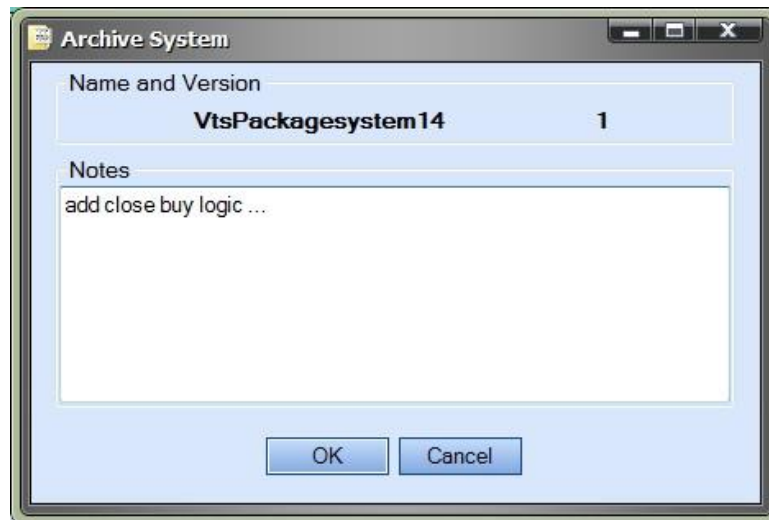 Archive System
Name and Version
VtsPackagesystem14 1
Notes
add close buy logic ...
OK Cancel